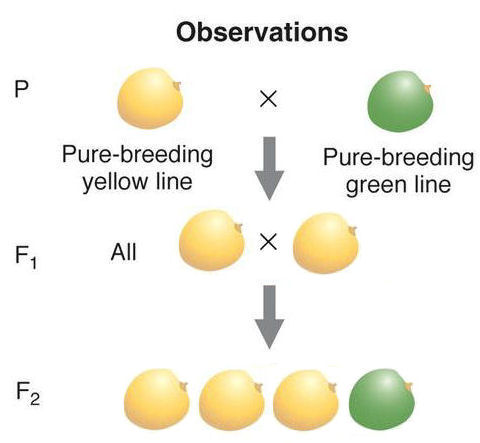 Observations
P
×
Pure-breeding
yellow line
Pure-breeding
green line
F₁
All
×
F₂